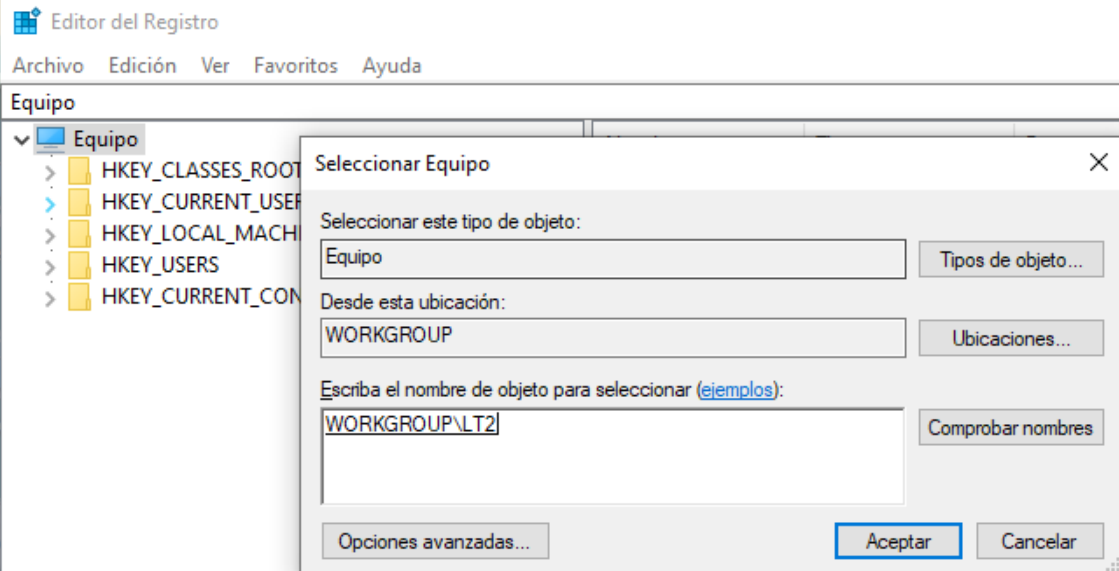 Editor del Registro
Archivo Edición Ver Favoritos Ayuda
Equipo
Equipo
HKEY_CLASSES_ROOT
HKEY_CURRENT_USER
HKEY_LOCAL_MACHI
HKEY_USERS
HKEY_CURRENT_CON
Seleccionar Equipo
Seleccionar este tipo de objeto:
Equipo
Tipos de objeto...
Desde esta ubicación:
WORKGROUP
Ubicaciones...
Escriba el nombre de objeto para seleccionar (ejemplos):
WORKGROUP\LT2
Comprobar nombres
Opciones avanzadas...
Aceptar
Cancelar